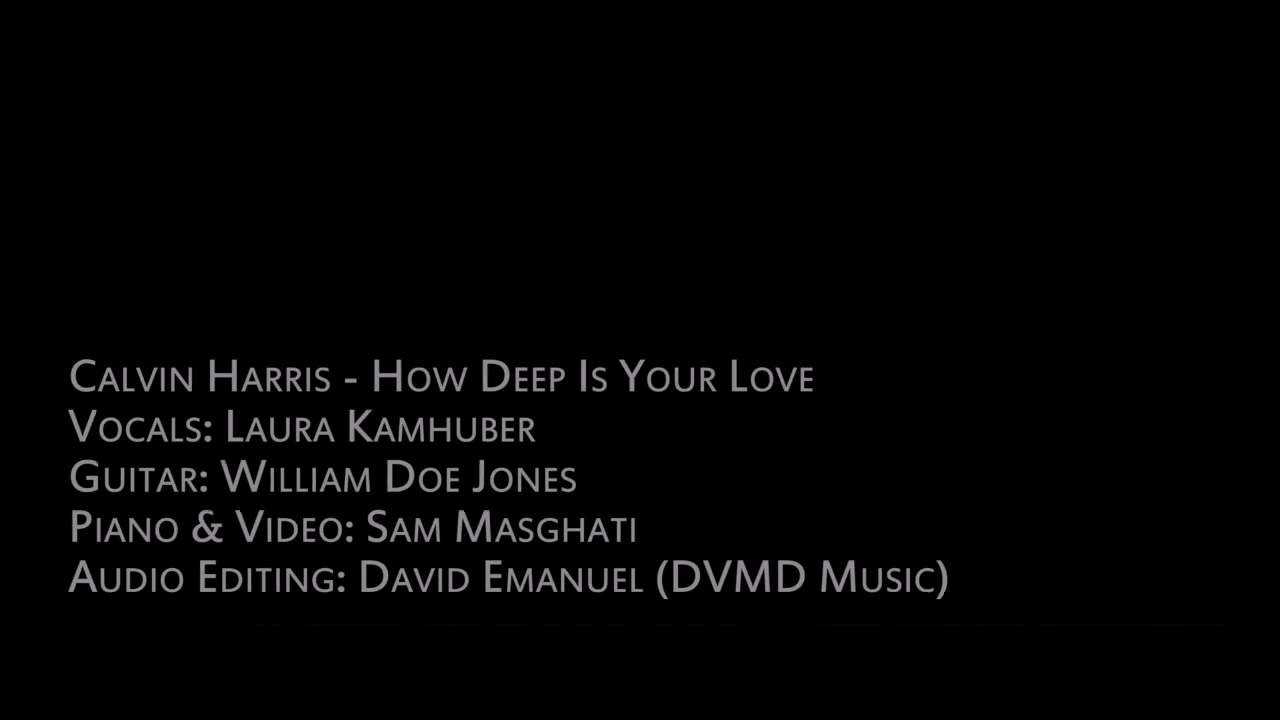 Calvin Harris - How Deep Is Your Love
Vocals: Laura Kamhuber
Guitar: William Doe Jones
Piano & Video: Sam Masghati
Audio Editing: David Emanuel (DVMD Music)